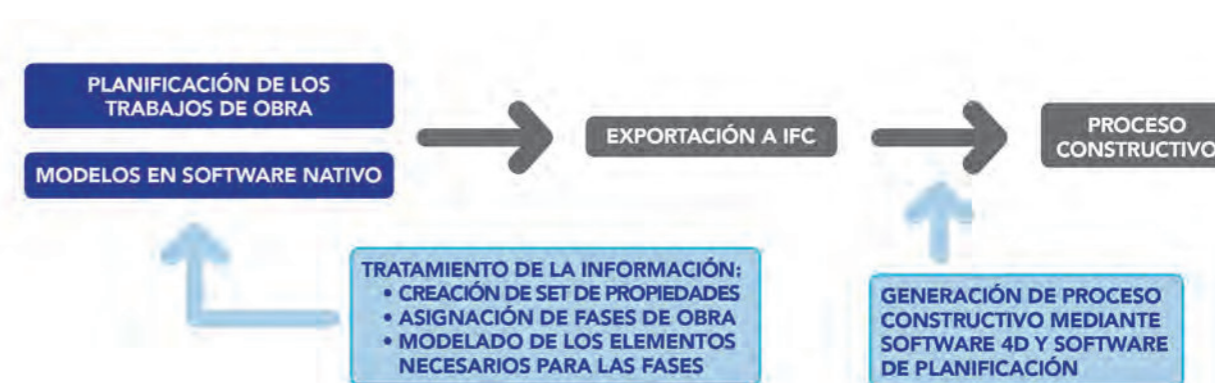 PLANIFICACIÓN DE LOS
TRABAJOS DE OBRA
MODELOS EN SOFTWARE NATIVO
EXPORTACIÓN A IFC
PROCESO
CONSTRUCTIVO
TRATAMIENTO DE LA INFORMACIÓN:
• CREACIÓN DE SET DE PROPIEDADES
• ASIGNACIÓN DE FASES DE OBRA
• MODELADO DE LOS ELEMENTOS
NECESARIOS PARA LAS FASES
GENERACIÓN DE PROCESO
CONSTRUCTIVO MEDIANTE
SOFTWARE 4D Y SOFTWARE
DE PLANIFICACIÓN